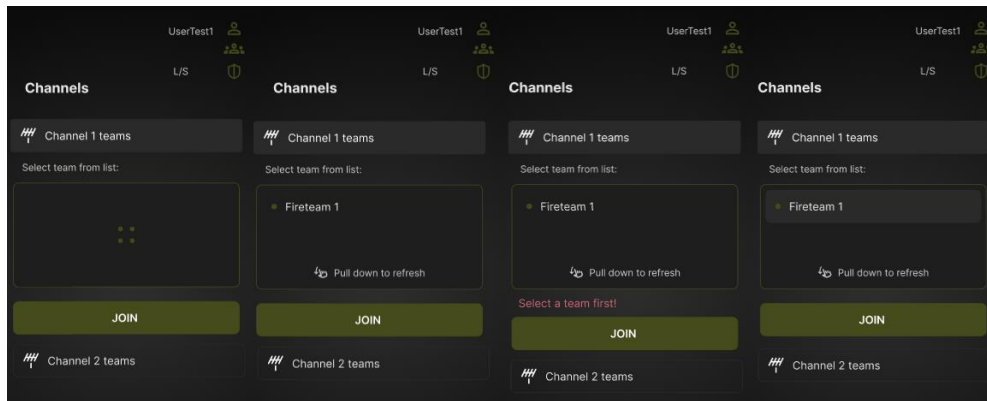 UserTest1
L/S
Channels
Channel 1 teams
Select team from list:
JOIN
Channel 2 teams
UserTest1
L/S
Channels
Channel 1 teams
Select team from list:
Fireteam 1
Pull down to refresh
JOIN
Channel 2 teams
UserTest1
L/S
Channels
Channel 1 teams
Select team from list:
Fireteam 1
Pull down to refresh
Select a team first!
JOIN
Channel 2 teams
UserTest1
L/S
Channels
Channel 1 teams
Select team from list:
Fireteam 1
Pull down to refresh
JOIN
Channel 2 teams